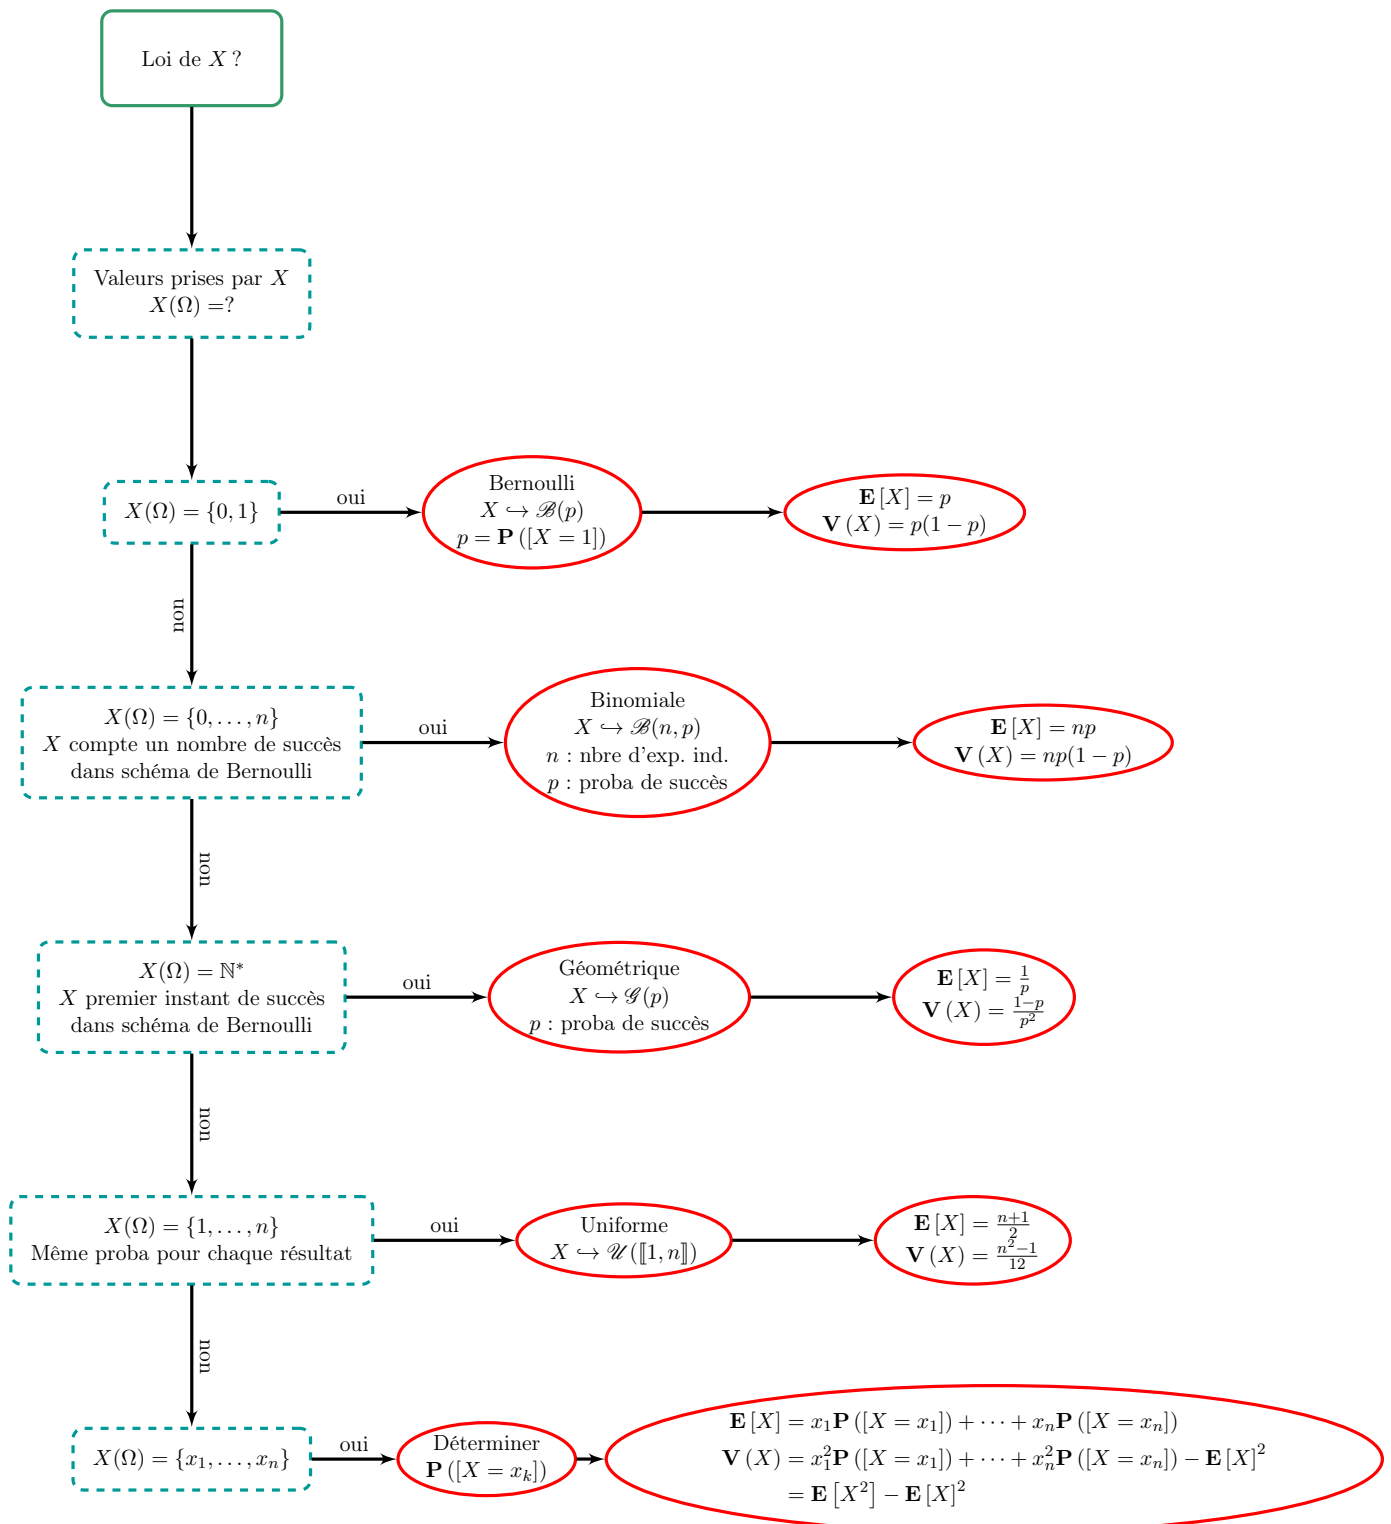 Loi de X ?
Valeurs prises par X
X(Ω) =?
X(Ω) = {0, 1}
oui
Bernoulli
X ↪ ℬ(p)
p = P ([X = 1])
E [X] = p
V (X) = p(1 − p)
non
X(Ω) = {0, . . . , n}
X compte un nombre de succès
dans schéma de Bernoulli
oui
Binomiale
X ↪ ℬ(n, p)
n : nbre d'exp. ind.
p : proba de succès
E [X] = np
V (X) = np(1 − p)
non
X(Ω) = ℕ*
X premier instant de succès
dans schéma de Bernoulli
oui
Géométrique
X ↪ 𝒢(p)
p : proba de succès
E [X] = 1/p
V (X) = (1−p)/p²
non
X(Ω) = {1, . . . , n}
Même proba pour chaque résultat
oui
Uniforme
X ↪ 𝒰 (⟦1, n⟧)
E [X] = (n+1)/2
V (X) = (n²−1)/12
non
X(Ω) = {x₁, . . . , xₙ}
oui
Déterminer
P ([X = xₖ])
E [X] = x₁P ([X = x₁]) + · · · + xₙP ([X = xₙ])
V (X) = x₁²P ([X = x₁]) + · · · + xₙ²P ([X = xₙ]) − E [X]²
= E [X²] − E [X]²